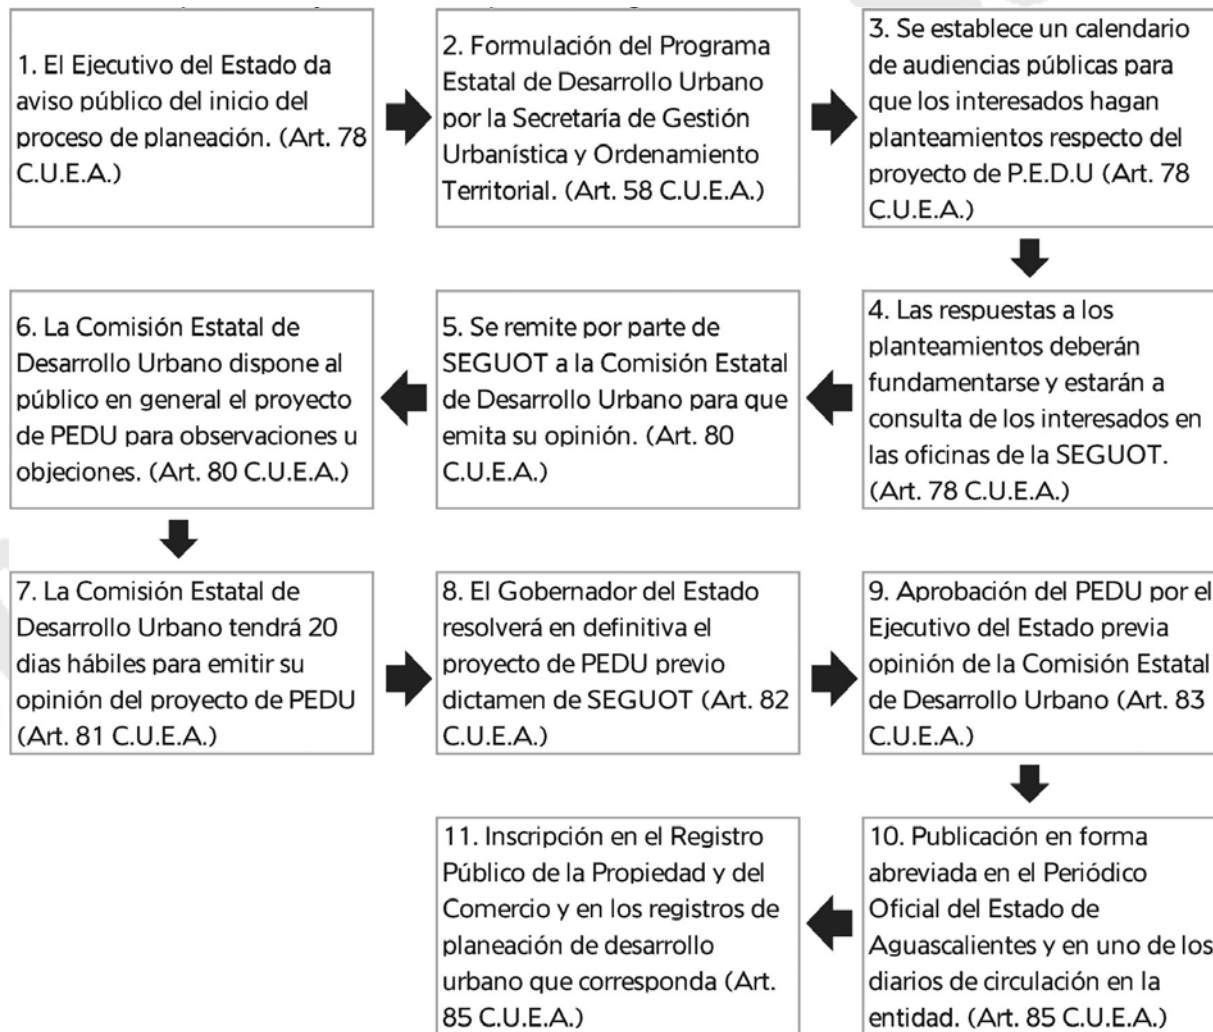 1. El Ejecutivo del Estado da
aviso público del inicio del
proceso de planeación. (Art. 78
C.U.E.A.)
2. Formulación del Programa
Estatal de Desarrollo Urbano
por la Secretaría de Gestión
Urbanística y Ordenamiento
Territorial. (Art. 58 C.U.E.A.)
3. Se establece un calendario
de audiencias públicas para
que los interesados hagan
planteamientos respecto del
proyecto de P.E.D.U (Art. 78
C.U.E.A.)
4. Las respuestas a los
planteamientos deberán
fundamentarse y estarán a
consulta de los interesados en
las oficinas de la SEGUOT.
(Art. 78 C.U.E.A.)
5. Se remite por parte de
SEGUOT a la Comisión Estatal
de Desarrollo Urbano para que
emita su opinión. (Art. 80
C.U.E.A.)
6. La Comisión Estatal de
Desarrollo Urbano dispone al
público en general el proyecto
de PEDU para observaciones u
objeciones. (Art. 80 C.U.E.A.)
7. La Comisión Estatal de
Desarrollo Urbano tendrá 20
dias hábiles para emitir su
opinión del proyecto de PEDU
(Art. 81 C.U.E.A.)
8. El Gobernador del Estado
resolverá en definitiva el
proyecto de PEDU previo
dictamen de SEGUOT (Art. 82
C.U.E.A.)
9. Aprobación del PEDU por el
Ejecutivo del Estado previa
opinión de la Comisión Estatal
de Desarrollo Urbano (Art. 83
C.U.E.A.)
10. Publicación en forma
abreviada en el Periódico
Oficial del Estado de
Aguascalientes y en uno de los
diarios de circulación en la
entidad. (Art. 85 C.U.E.A.)
11. Inscripción en el Registro
Público de la Propiedad y del
Comercio y en los registros de
planeación de desarrollo
urbano que corresponda (Art.
85 C.U.E.A.)